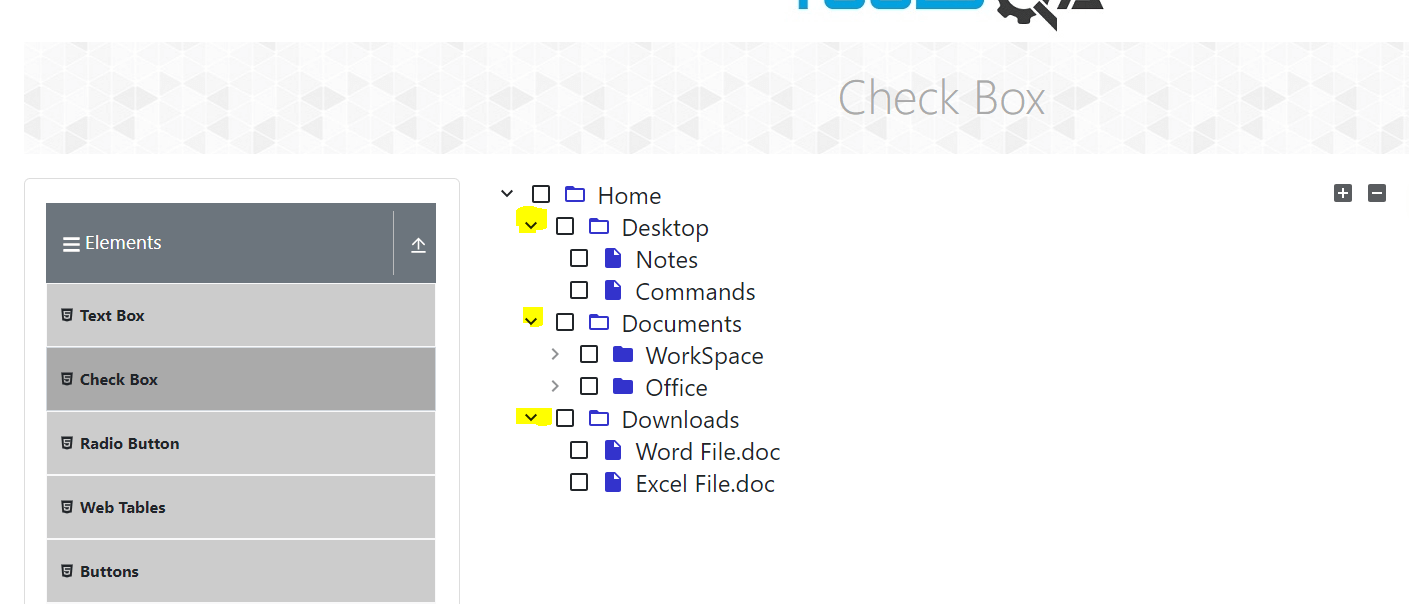 Check Box
Elements
Text Box
Check Box
Radio Button
Web Tables
Buttons
Home
Desktop
Notes
Commands
Documents
WorkSpace
Office
Downloads
Word File.doc
Excel File.doc